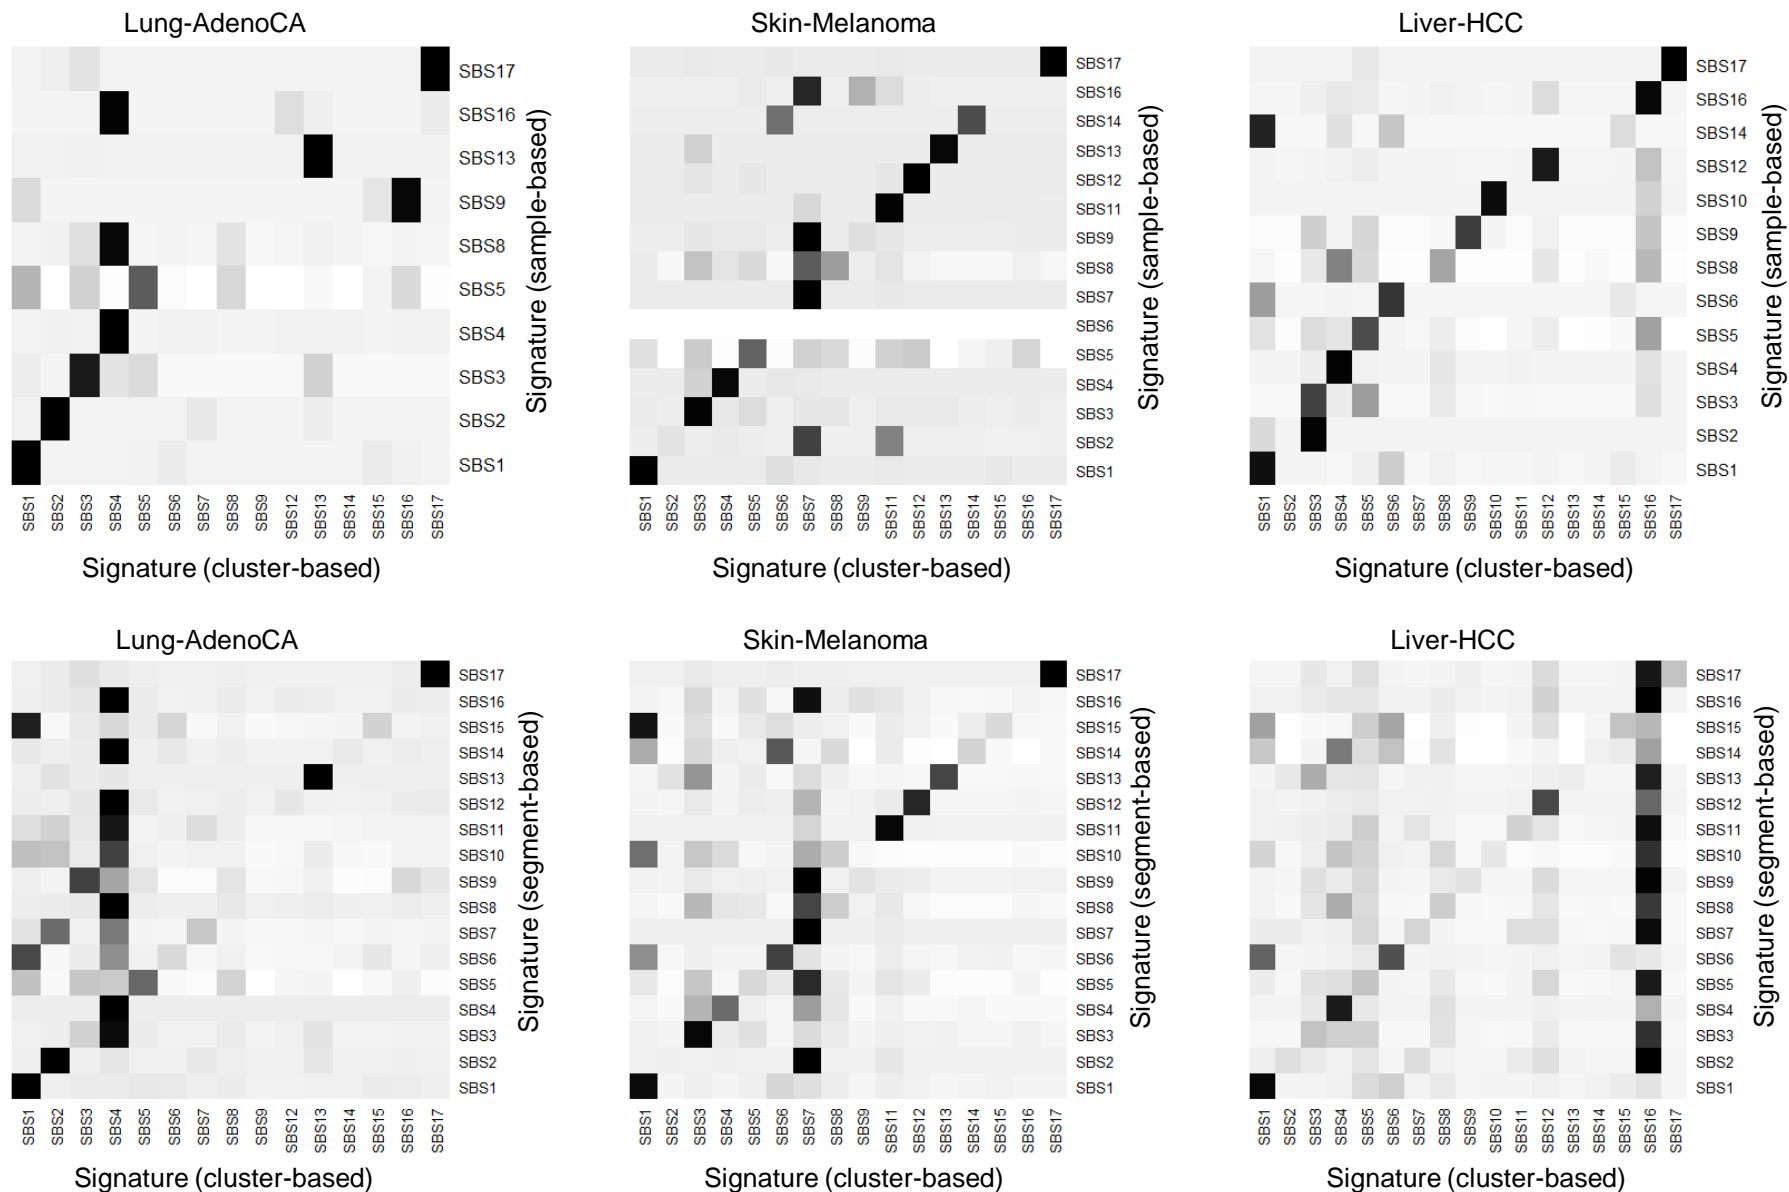 Lung-AdenoCA
SBS17
SBS16
SBS13
SBS9
SBS8
SBS5
SBS4
SBS3
SBS2
SBS1
Signature (sample-based)
SBS1 SBS2 SBS3 SBS4 SBS5 SBS6 SBS7 SBS8 SBS9 SBS12 SBS13 SBS14 SBS15 SBS16 SBS17
Signature (cluster-based)
Skin-Melanoma
SBS17
SBS16
SBS14
SBS13
SBS12
SBS11
SBS9
SBS8
SBS7
SBS6
SBS5
SBS4
SBS3
SBS2
SBS1
Signature (sample-based)
SBS1 SBS2 SBS3 SBS4 SBS5 SBS6 SBS7 SBS8 SBS9 SBS11 SBS12 SBS13 SBS14 SBS15 SBS16 SBS17
Signature (cluster-based)
Liver-HCC
SBS17
SBS16
SBS14
SBS12
SBS10
SBS9
SBS8
SBS6
SBS5
SBS4
SBS3
SBS2
SBS1
Signature (sample-based)
SBS1 SBS2 SBS3 SBS4 SBS5 SBS6 SBS7 SBS8 SBS9 SBS10 SBS11 SBS12 SBS13 SBS14 SBS15 SBS16 SBS17
Signature (cluster-based)
Lung-AdenoCA
SBS17
SBS16
SBS15
SBS14
SBS13
SBS12
SBS11
SBS10
SBS9
SBS8
SBS7
SBS6
SBS5
SBS4
SBS3
SBS2
SBS1
Signature (segment-based)
SBS1 SBS2 SBS3 SBS4 SBS5 SBS6 SBS7 SBS8 SBS9 SBS12 SBS13 SBS14 SBS15 SBS16 SBS17
Signature (cluster-based)
Skin-Melanoma
SBS17
SBS16
SBS15
SBS14
SBS13
SBS12
SBS11
SBS10
SBS9
SBS8
SBS7
SBS6
SBS5
SBS4
SBS3
SBS2
SBS1
Signature (segment-based)
SBS1 SBS2 SBS3 SBS4 SBS5 SBS6 SBS7 SBS8 SBS9 SBS11 SBS12 SBS13 SBS14 SBS15 SBS16 SBS17
Signature (cluster-based)
Liver-HCC
SBS17
SBS16
SBS15
SBS14
SBS13
SBS12
SBS11
SBS10
SBS9
SBS8
SBS7
SBS6
SBS5
SBS4
SBS3
SBS2
SBS1
Signature (segment-based)
SBS1 SBS2 SBS3 SBS4 SBS5 SBS6 SBS7 SBS8 SBS9 SBS10 SBS11 SBS12 SBS13 SBS14 SBS15 SBS16 SBS17
Signature (cluster-based)